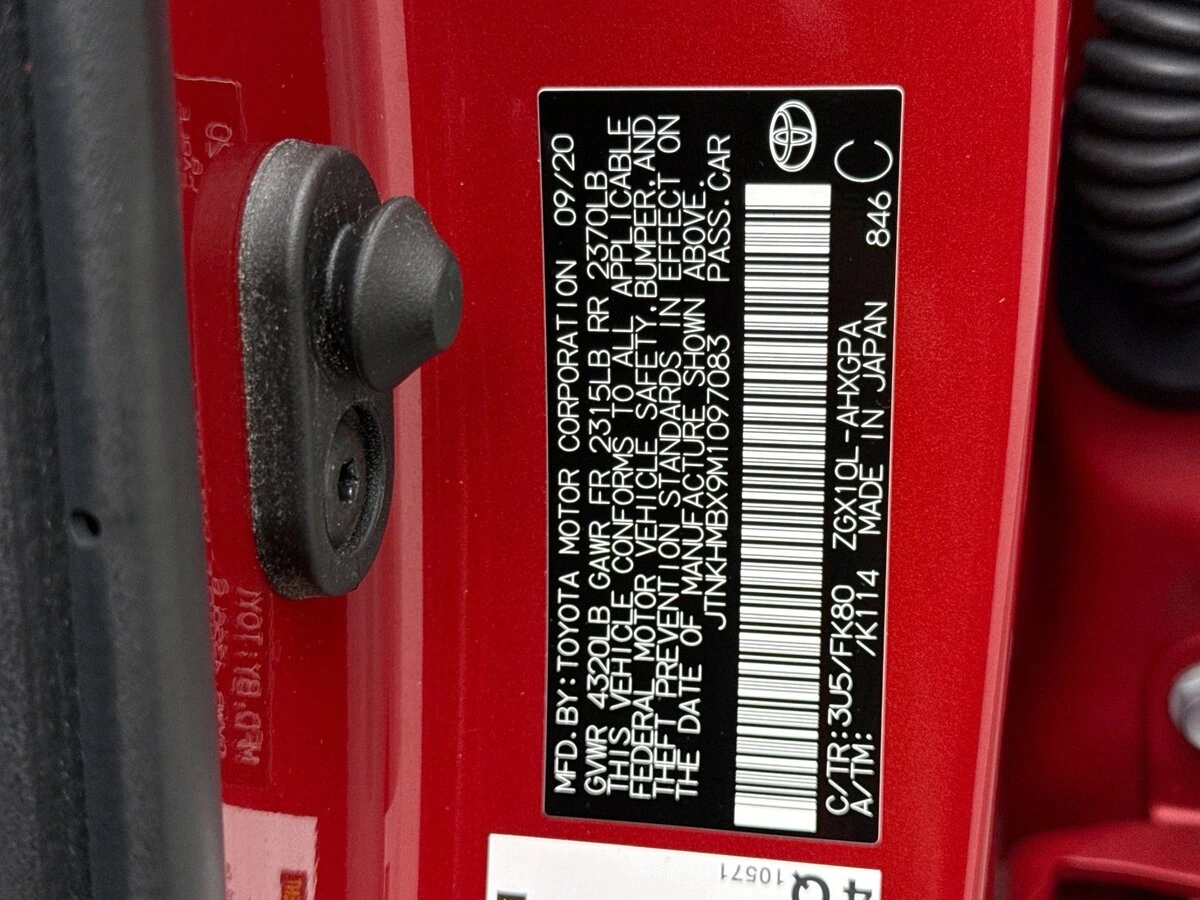 MFD.BY:TOYOTA MOTOR CORPORATION 09/20
GVWR 4320LB GAWR FR 2315LB RR 2370LB
THIS VEHICLE CONFORMS TO ALL APPLICABLE
FEDERAL MOTOR VEHICLE SAFETY,BUMPER,AND
THEFT PREVENTION STANDARDS IN EFFECT ON
THE DATE OF MANUFACTURE SHOWN ABOVE.
JTNKHMBX9M1097083 PASS.CAR
C/TR:3U5/FK80 ZGX10L-AHXGPA 846 C
A/TM: /K114 MADE IN JAPAN
10571